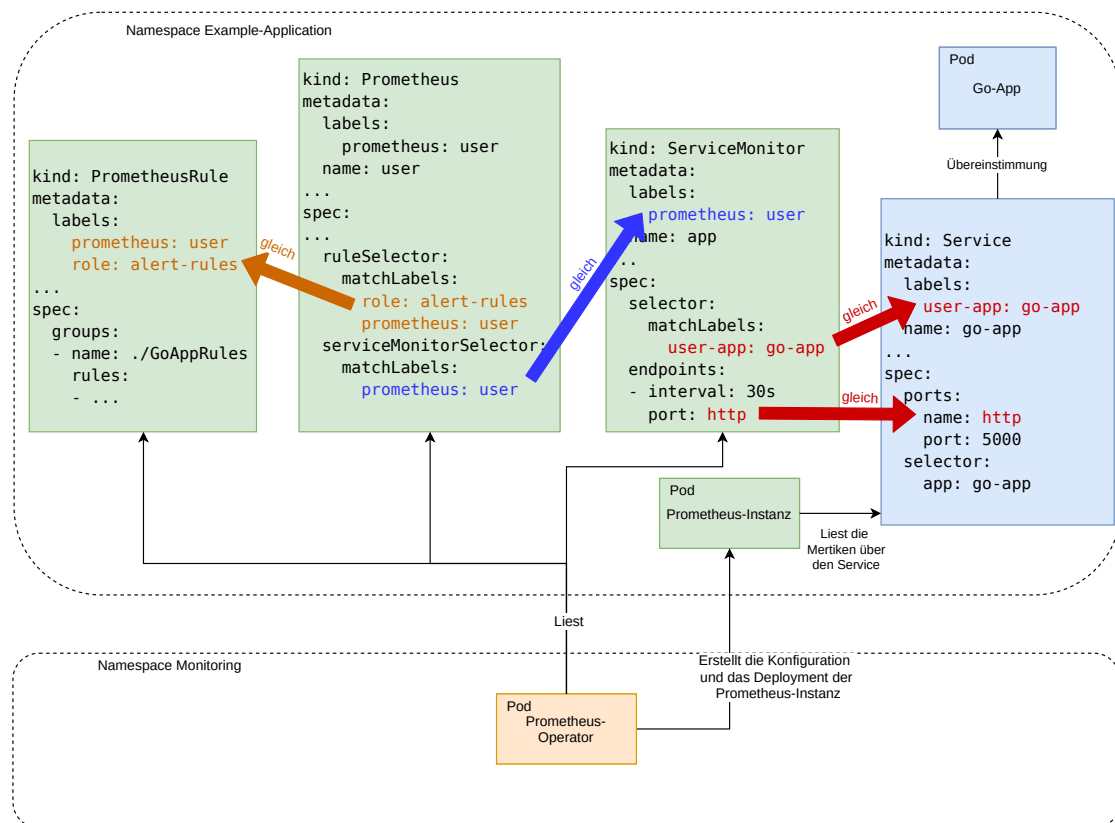 Namespace Example-Application
kind: PrometheusRule
metadata:
  labels:
    prometheus: user
    role: alert-rules
...
spec:
  groups:
  - name: ./GoAppRules
    rules:
    - ...
gleich
kind: Prometheus
metadata:
  labels:
    prometheus: user
  name: user
...
spec:
...
  ruleSelector:
    matchLabels:
      role: alert-rules
      prometheus: user
  serviceMonitorSelector:
    matchLabels:
      prometheus: user
gleich
kind: ServiceMonitor
metadata:
  labels:
    prometheus: user
  name: app
...
spec:
  selector:
    matchLabels:
      user-app: go-app
  endpoints:
  - interval: 30s
    port: http
gleich
gleich
Pod
Go-App
Übereinstimmung
kind: Service
metadata:
  labels:
    user-app: go-app
  name: go-app
...
spec:
  ports:
    name: http
    port: 5000
  selector:
    app: go-app
Pod
Prometheus-Instanz
Liest die
Mertiken über
den Service
Liest
Namespace Monitoring
Erstellt die Konfiguration
und das Deployment der
Prometheus-Instanz
Pod
Prometheus-
Operator